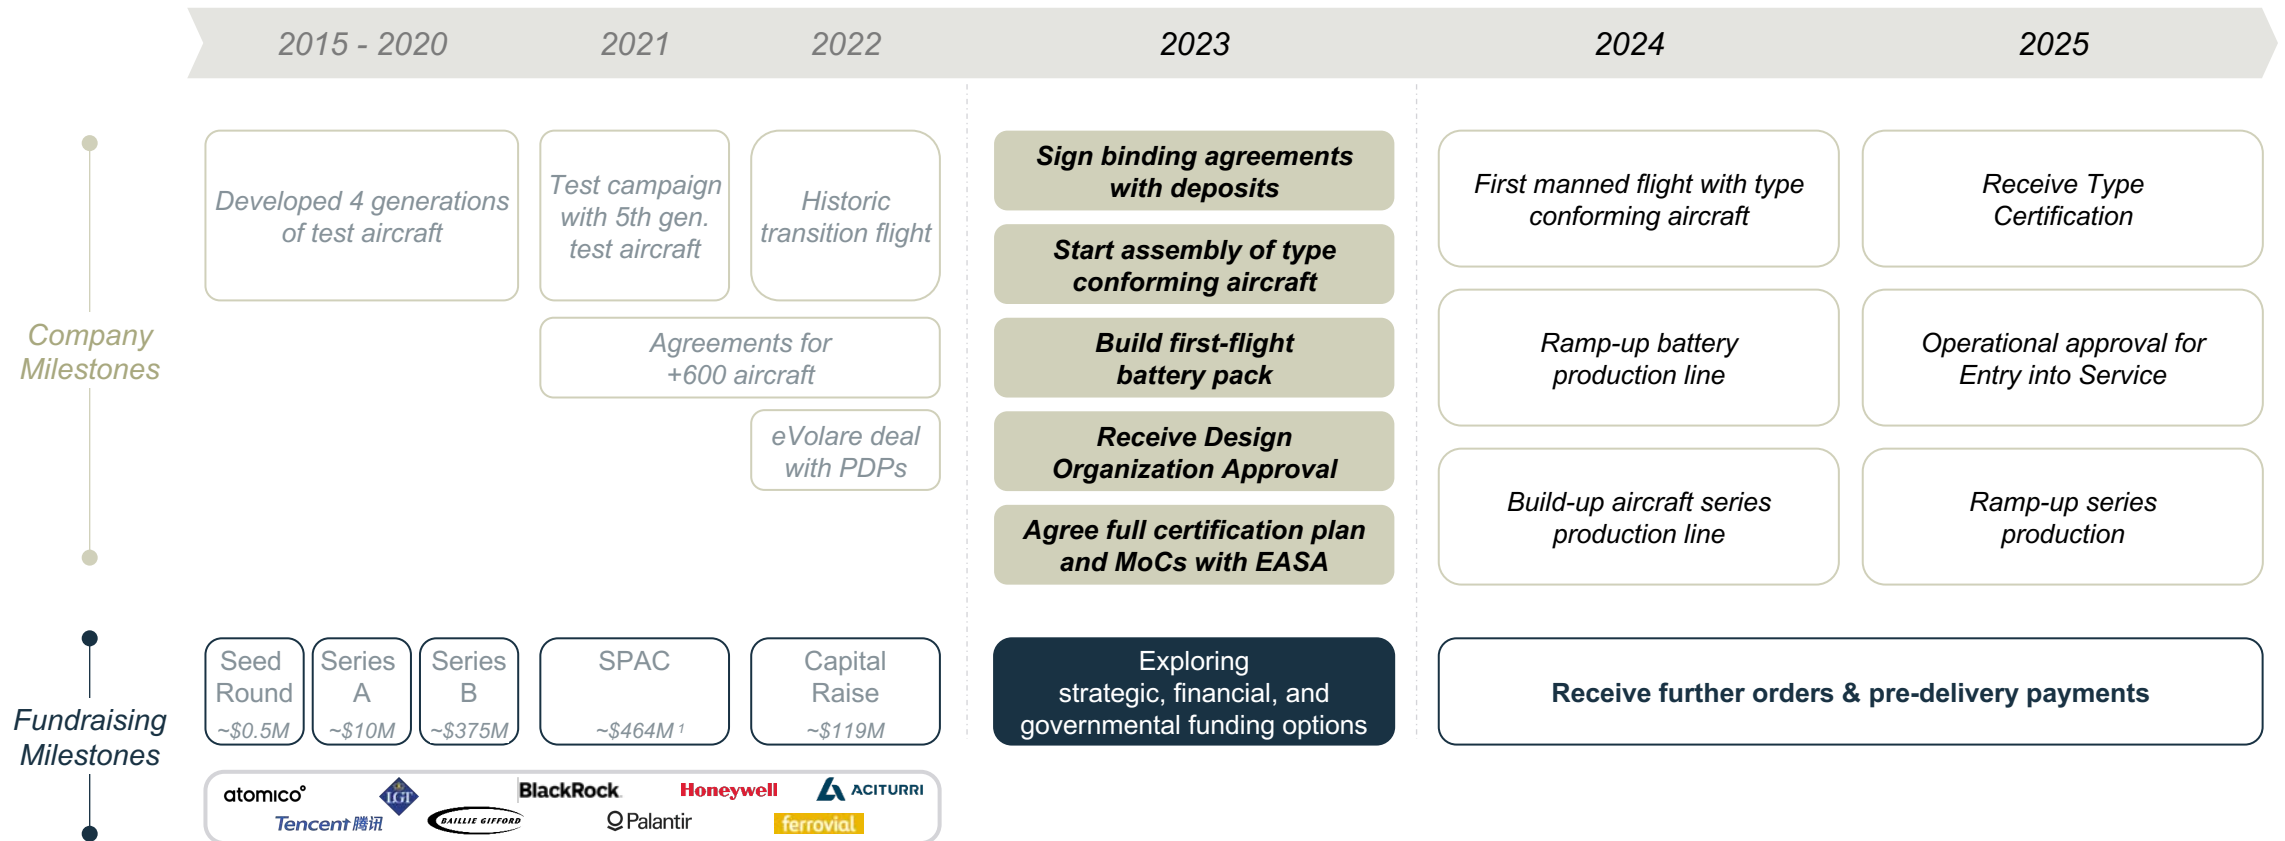 2015 - 2020
2021
2022
2023
2024
2025
Company
Milestones
Developed 4 generations
of test aircraft
Test campaign
with 5th gen.
test aircraft
Historic
transition flight
Agreements for
+600 aircraft
eVolare deal
with PDPs
Sign binding agreements
with deposits
Start assembly of type
conforming aircraft
Build first-flight
battery pack
Receive Design
Organization Approval
Agree full certification plan
and MoCs with EASA
First manned flight with type
conforming aircraft
Ramp-up battery
production line
Build-up aircraft series
production line
Receive Type
Certification
Operational approval for
Entry into Service
Ramp-up series
production
Fundraising
Milestones
Seed
Round
~$0.5M
Series
A
~$10M
Series
B
~$375M
SPAC
~$464M 1
Capital
Raise
~$119M
Exploring
strategic, financial, and
governmental funding options
Receive further orders & pre-delivery payments
atomico
LGT
BlackRock.
Honeywell
ACITURRI
Tencent 腾讯
BAILLIE GIFFORD
Palantir
ferrovial